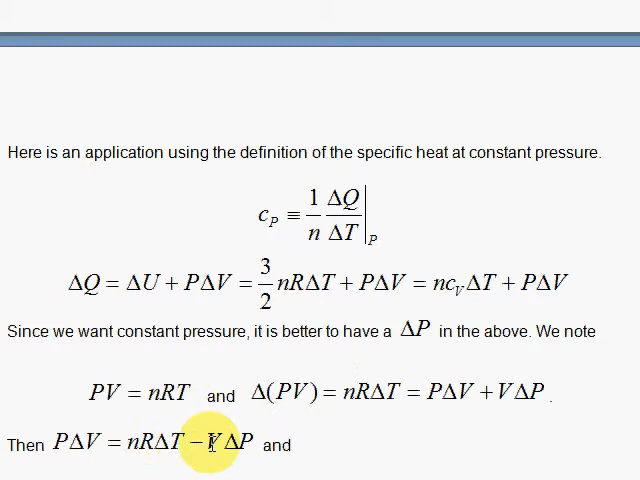 Here is an application using the definition of the specific heat at constant pressure.
c_P ≡ 1/n ΔQ/ΔT |_P
ΔQ = ΔU + PΔV = 3/2 nRΔT + PΔV = nc_VΔT + PΔV
Since we want constant pressure, it is better to have a ΔP in the above. We note
PV = nRT and Δ(PV) = nRΔT = PΔV + VΔP .
Then PΔV = nRΔT − VΔP and